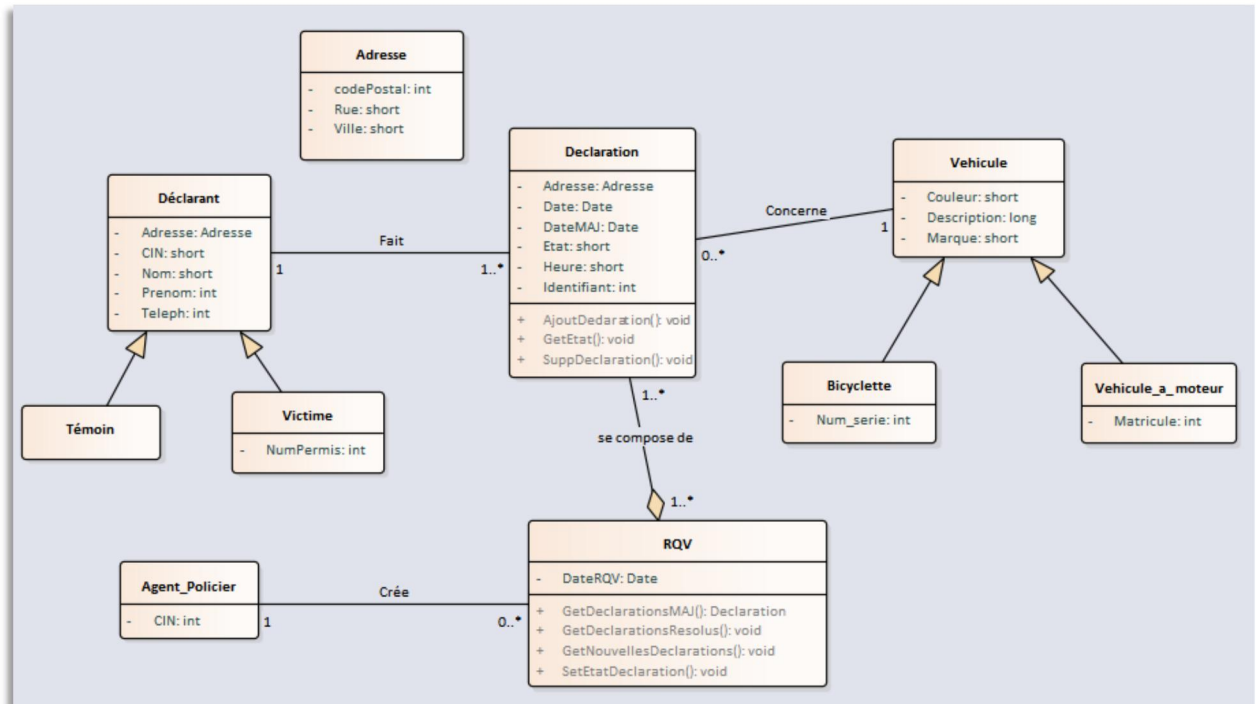 Adresse
- codePostal: int
- Rue: short
- Ville: short
Declaration
- Adresse: Adresse
- Date: Date
- DateMAJ: Date
- Etat: short
- Heure: short
- Identifiant: int
+ AjoutDedaration(): void
+ GetEtat(): void
+ SuppDeclaration(): void
Vehicule
- Couleur: short
- Description: long
- Marque: short
Déclarant
- Adresse: Adresse
- CIN: short
- Nom: short
- Prenom: int
- Teleph: int
Fait
1
1..*
Concerne
0..*
1
Témoin
Victime
- NumPermis: int
Bicyclette
- Num_serie: int
Vehicule_a_moteur
- Matricule: int
1..*
se compose de
1..*
RQV
- DateRQV: Date
+ GetDeclarationsMAJ(): Declaration
+ GetDeclarationsResolus(): void
+ GetNouvellesDeclarations(): void
+ SetEtatDeclaration(): void
Agent_Policier
- CIN: int
Crée
1
0..*